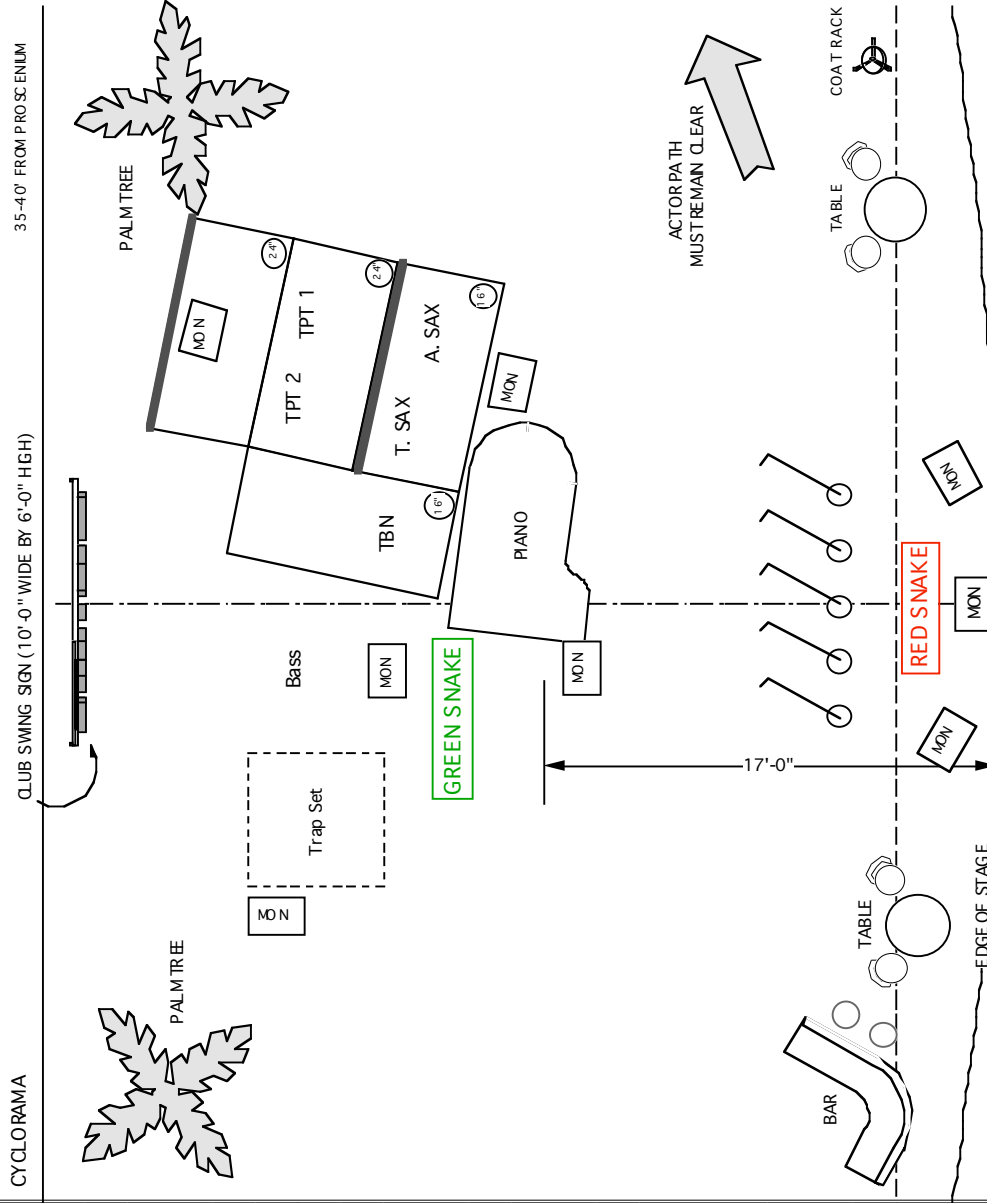 CYCLORAMA
CLUB SWING SIGN (10'-0" WIDE BY 6'-0" HIGH)
35-40' FROM PROSCENIUM
PALM TREE
PALM TREE
MON
24"
TPT 2
TPT 1
24"
T. SAX
A. SAX
16"
TBN
16"
MON
Bass
MON
Trap Set
MON
GREEN SNAKE
PIANO
MON
17'-0"
ACTOR PATH
MUST REMAIN CLEAR
COAT RACK
TABLE
TABLE
BAR
RED SNAKE
MON
MON
MON
EDGE OF STAGE